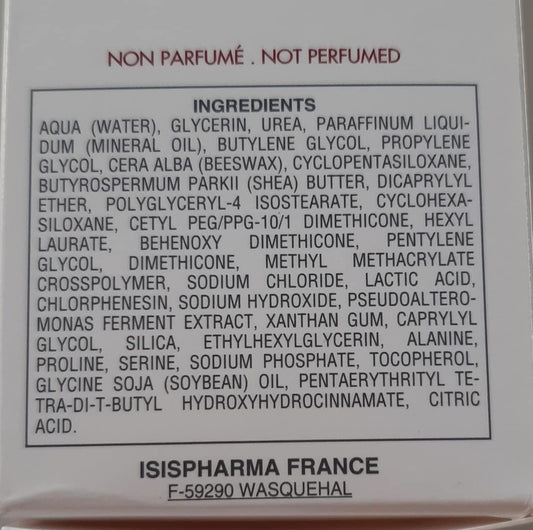 NON PARFUMÉ . NOT PERFUMED
INGREDIENTS
AQUA (WATER), GLYCERIN, UREA, PARAFFINUM LIQUI-
DUM (MINERAL OIL), BUTYLENE GLYCOL, PROPYLENE
GLYCOL, CERA ALBA (BEESWAX), CYCLOPENTASILOXANE,
BUTYROSPERMUM PARKII (SHEA) BUTTER, DICAPRYLYL
ETHER, POLYGLYCERYL-4 ISOSTEARATE, CYCLOHEXA-
SILOXANE, CETYL PEG/PPG-10/1 DIMETHICONE, HEXYL
LAURATE, BEHENOXY DIMETHICONE, PENTYLENE
GLYCOL, DIMETHICONE, METHYL METHACRYLATE
CROSSPOLYMER, SODIUM CHLORIDE, LACTIC ACID,
CHLORPHENESIN, SODIUM HYDROXIDE, PSEUDOALTERO-
MONAS FERMENT EXTRACT, XANTHAN GUM, CAPRYLYL
GLYCOL, SILICA, ETHYLHEXYLGLYCERIN, ALANINE,
PROLINE, SERINE, SODIUM PHOSPHATE, TOCOPHEROL,
GLYCINE SOJA (SOYBEAN) OIL, PENTAERYTHRITYL TE-
TRA-DI-T-BUTYL HYDROXYHYDROCINNAMATE, CITRIC
ACID.
ISISPHARMA FRANCE
F-59290 WASQUEHAL